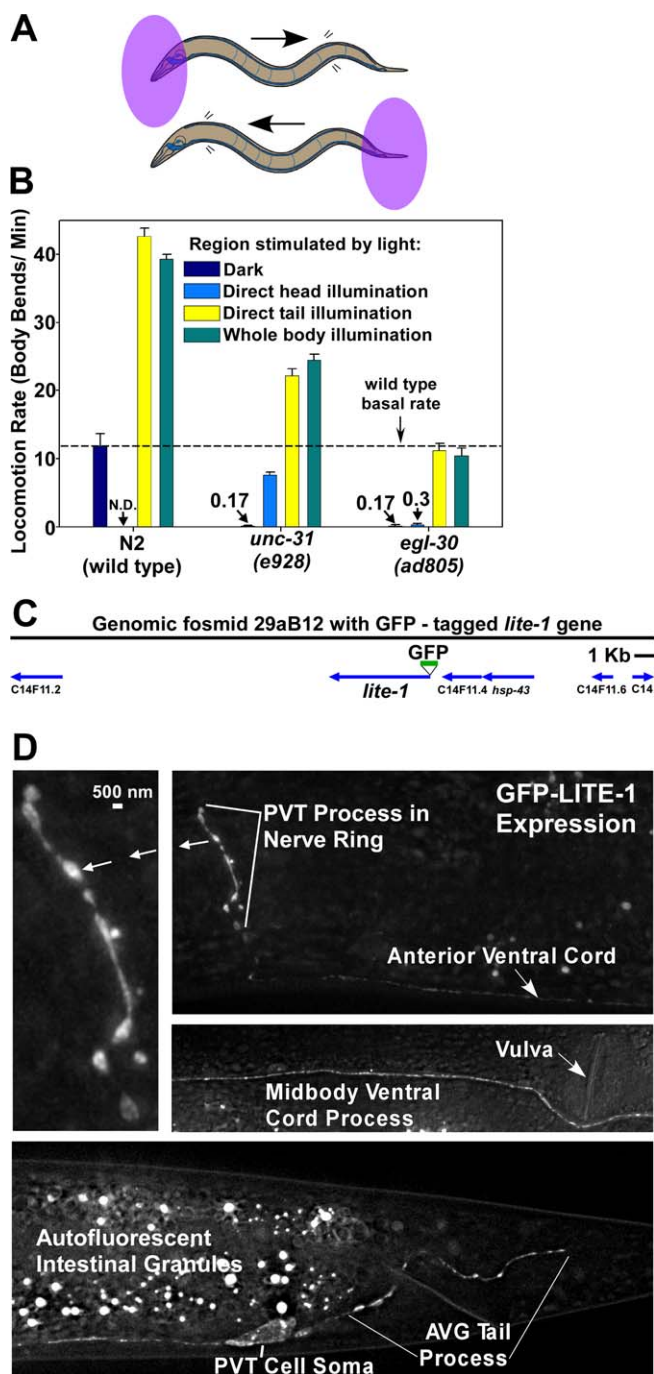 A
B
Locomotion Rate (Body Bends/ Min)
40
30
20
10
0
Region stimulated by light:
Dark
Direct head illumination
Direct tail illumination
Whole body illumination
wild type
basal rate
N.D.
0.17
0.17
0.3
N2
(wild type)
unc-31
(e928)
egl-30
(ad805)
C
Genomic fosmid 29aB12 with GFP - tagged lite-1 gene
GFP
1 Kb
C14F11.2
lite-1
C14F11.4
hsp-43
C14F11.6
C14
D
500 nm
PVT Process in
Nerve Ring
GFP-LITE-1
Expression
Anterior Ventral Cord
Vulva
Midbody Ventral
Cord Process
Autofluorescent
Intestinal Granules
AVG Tail
Process
PVT Cell Soma